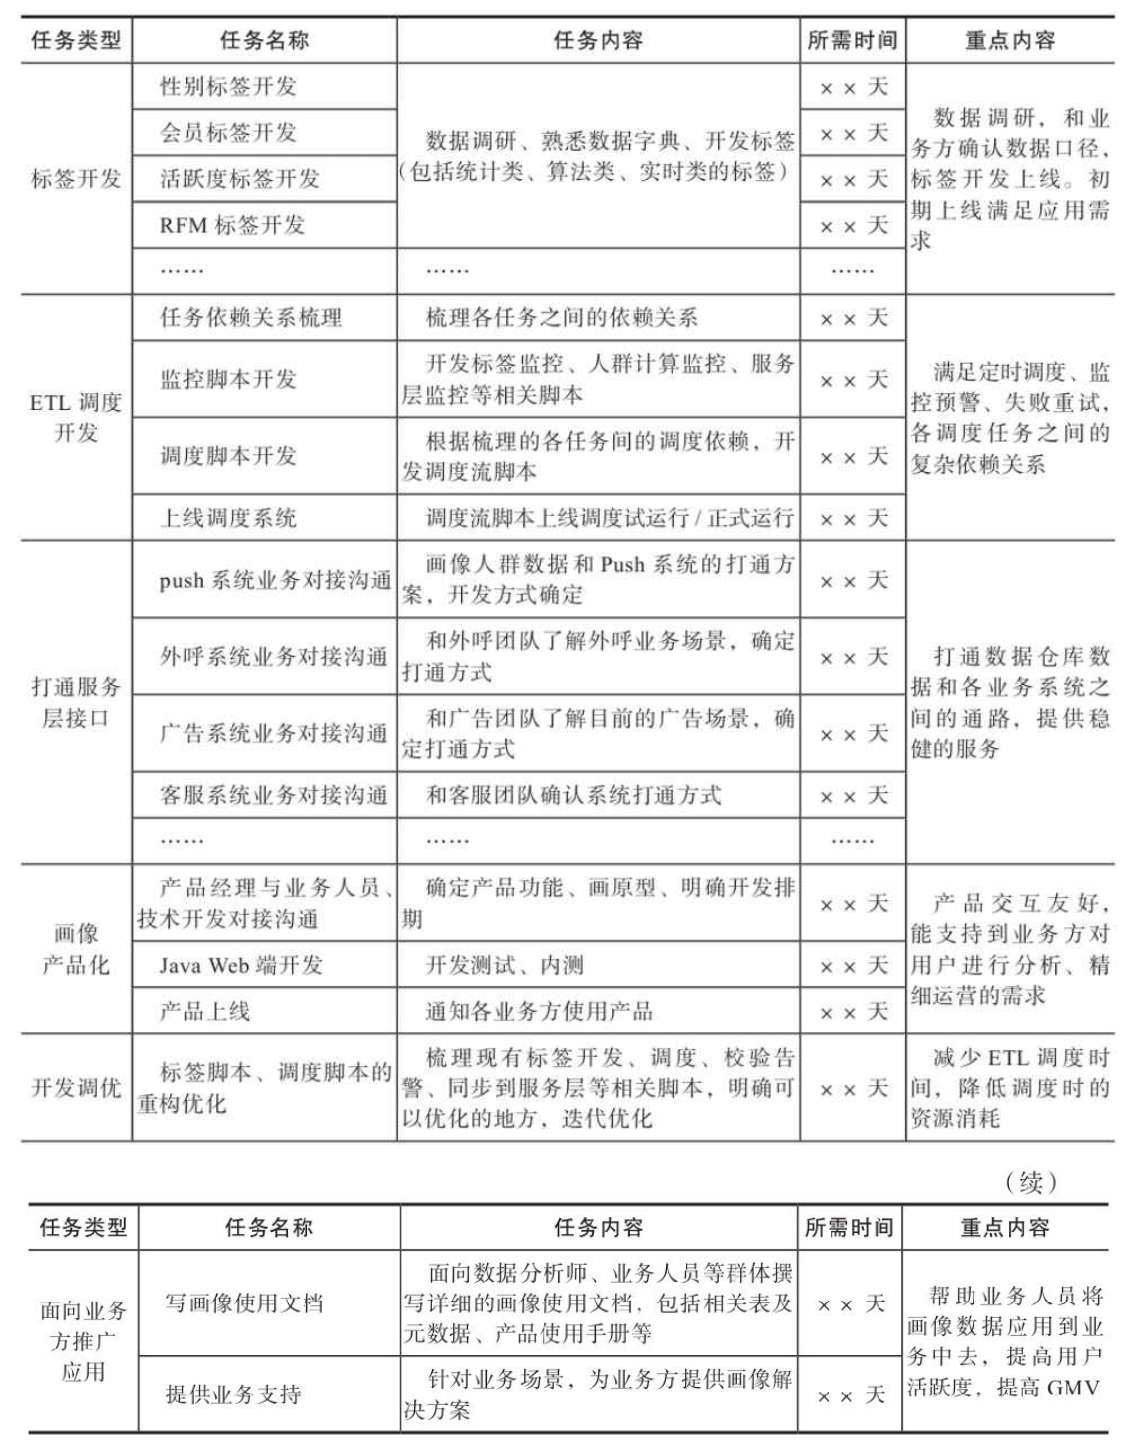 任务类型 任务名称 任务内容 所需时间 重点内容
标签开发
性别标签开发 ×× 天
会员标签开发 ×× 天
活跃度标签开发 ×× 天
RFM 标签开发 ×× 天
数据调研、熟悉数据字典、开发标签
(包括统计类、算法类、实时类的标签)
…… …… ……
数据调研，和业
务方确认数据口径，
标签开发上线。初
期上线满足应用需
求
ETL 调度
开发
任务依赖关系梳理 梳理各任务之间的依赖关系 ×× 天
监控脚本开发
开发标签监控、人群计算监控、服务
层监控等相关脚本
×× 天
调度脚本开发
根据梳理的各任务间的调度依赖，开
发调度流脚本
×× 天
上线调度系统 调度流脚本上线调度试运行 / 正式运行 ×× 天
满足定时调度、监
控预警、失败重试，
各调度任务之间的
复杂依赖关系
打通服务
层接口
push 系统业务对接沟通
画像人群数据和 Push 系统的打通方
案，开发方式确定
×× 天
外呼系统业务对接沟通
和外呼团队了解外呼业务场景，确定
打通方式
×× 天
广告系统业务对接沟通
和广告团队了解目前的广告场景，确
定打通方式
×× 天
客服系统业务对接沟通 和客服团队确认系统打通方式 ×× 天
…… …… ……
打通数据仓库数
据和各业务系统之
间的通路，提供稳
健的服务
画像
产品化
产品经理与业务人员、
技术开发对接沟通
确定产品功能、画原型、明确开发排
期
×× 天
Java Web 端开发 开发测试、内测 ×× 天
产品上线 通知各业务方使用产品 ×× 天
产品交互友好，
能支持到业务方对
用户进行分析、精
细运营的需求
开发调优
标签脚本、调度脚本的
重构优化
梳理现有标签开发、调度、校验告
警、同步到服务层等相关脚本，明确可
以优化的地方，迭代优化
×× 天
减少 ETL 调度时
间，降低调度时的
资源消耗
（续）
任务类型 任务名称 任务内容 所需时间 重点内容
面向业务
方推广
应用
写画像使用文档
面向数据分析师、业务人员等群体撰
写详细的画像使用文档，包括相关表及
元数据、产品使用手册等
×× 天
提供业务支持
针对业务场景，为业务方提供画像解
决方案
×× 天
帮助业务人员将
画像数据应用到业
务中去，提高用户
活跃度，提高 GMV